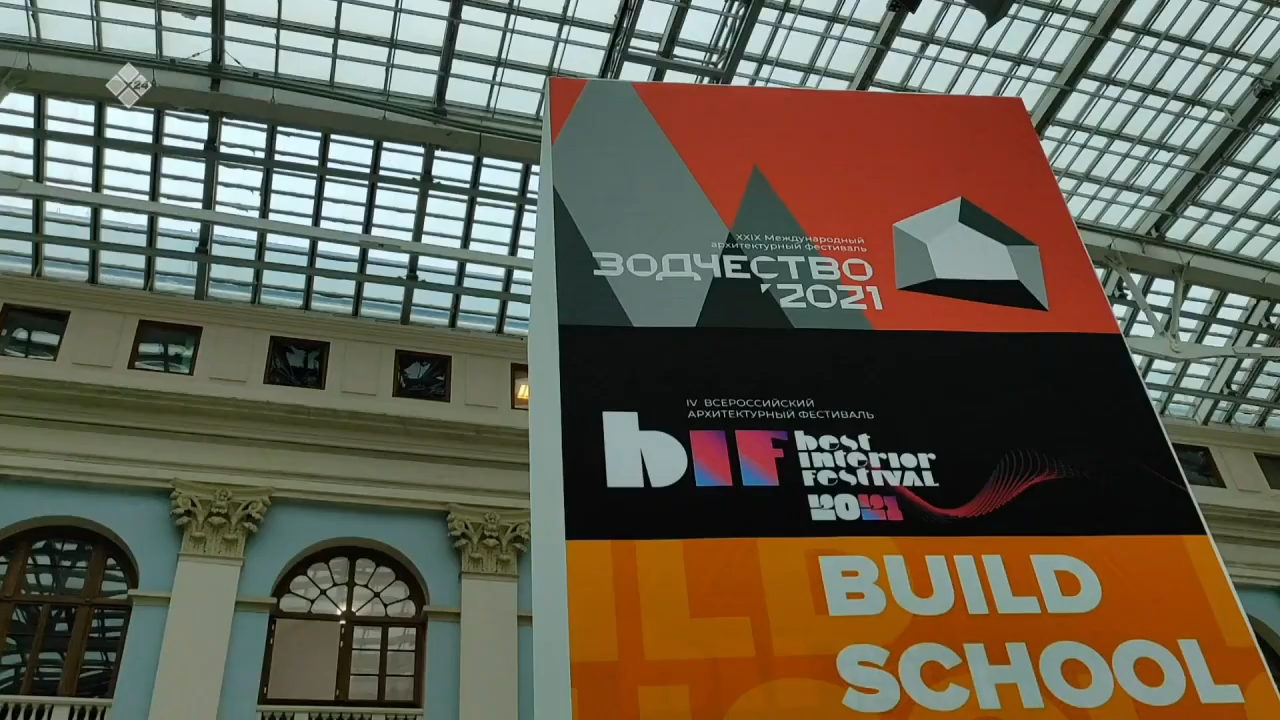 XXIX Международный
архитектурный фестиваль
ЗОДЧЕСТВО
'2021
IV ВСЕРОССИЙСКИЙ
АРХИТЕКТУРНЫЙ ФЕСТИВАЛЬ
bIF
best
interior
FESTIVAL
2021
BUILD
SCHOOL